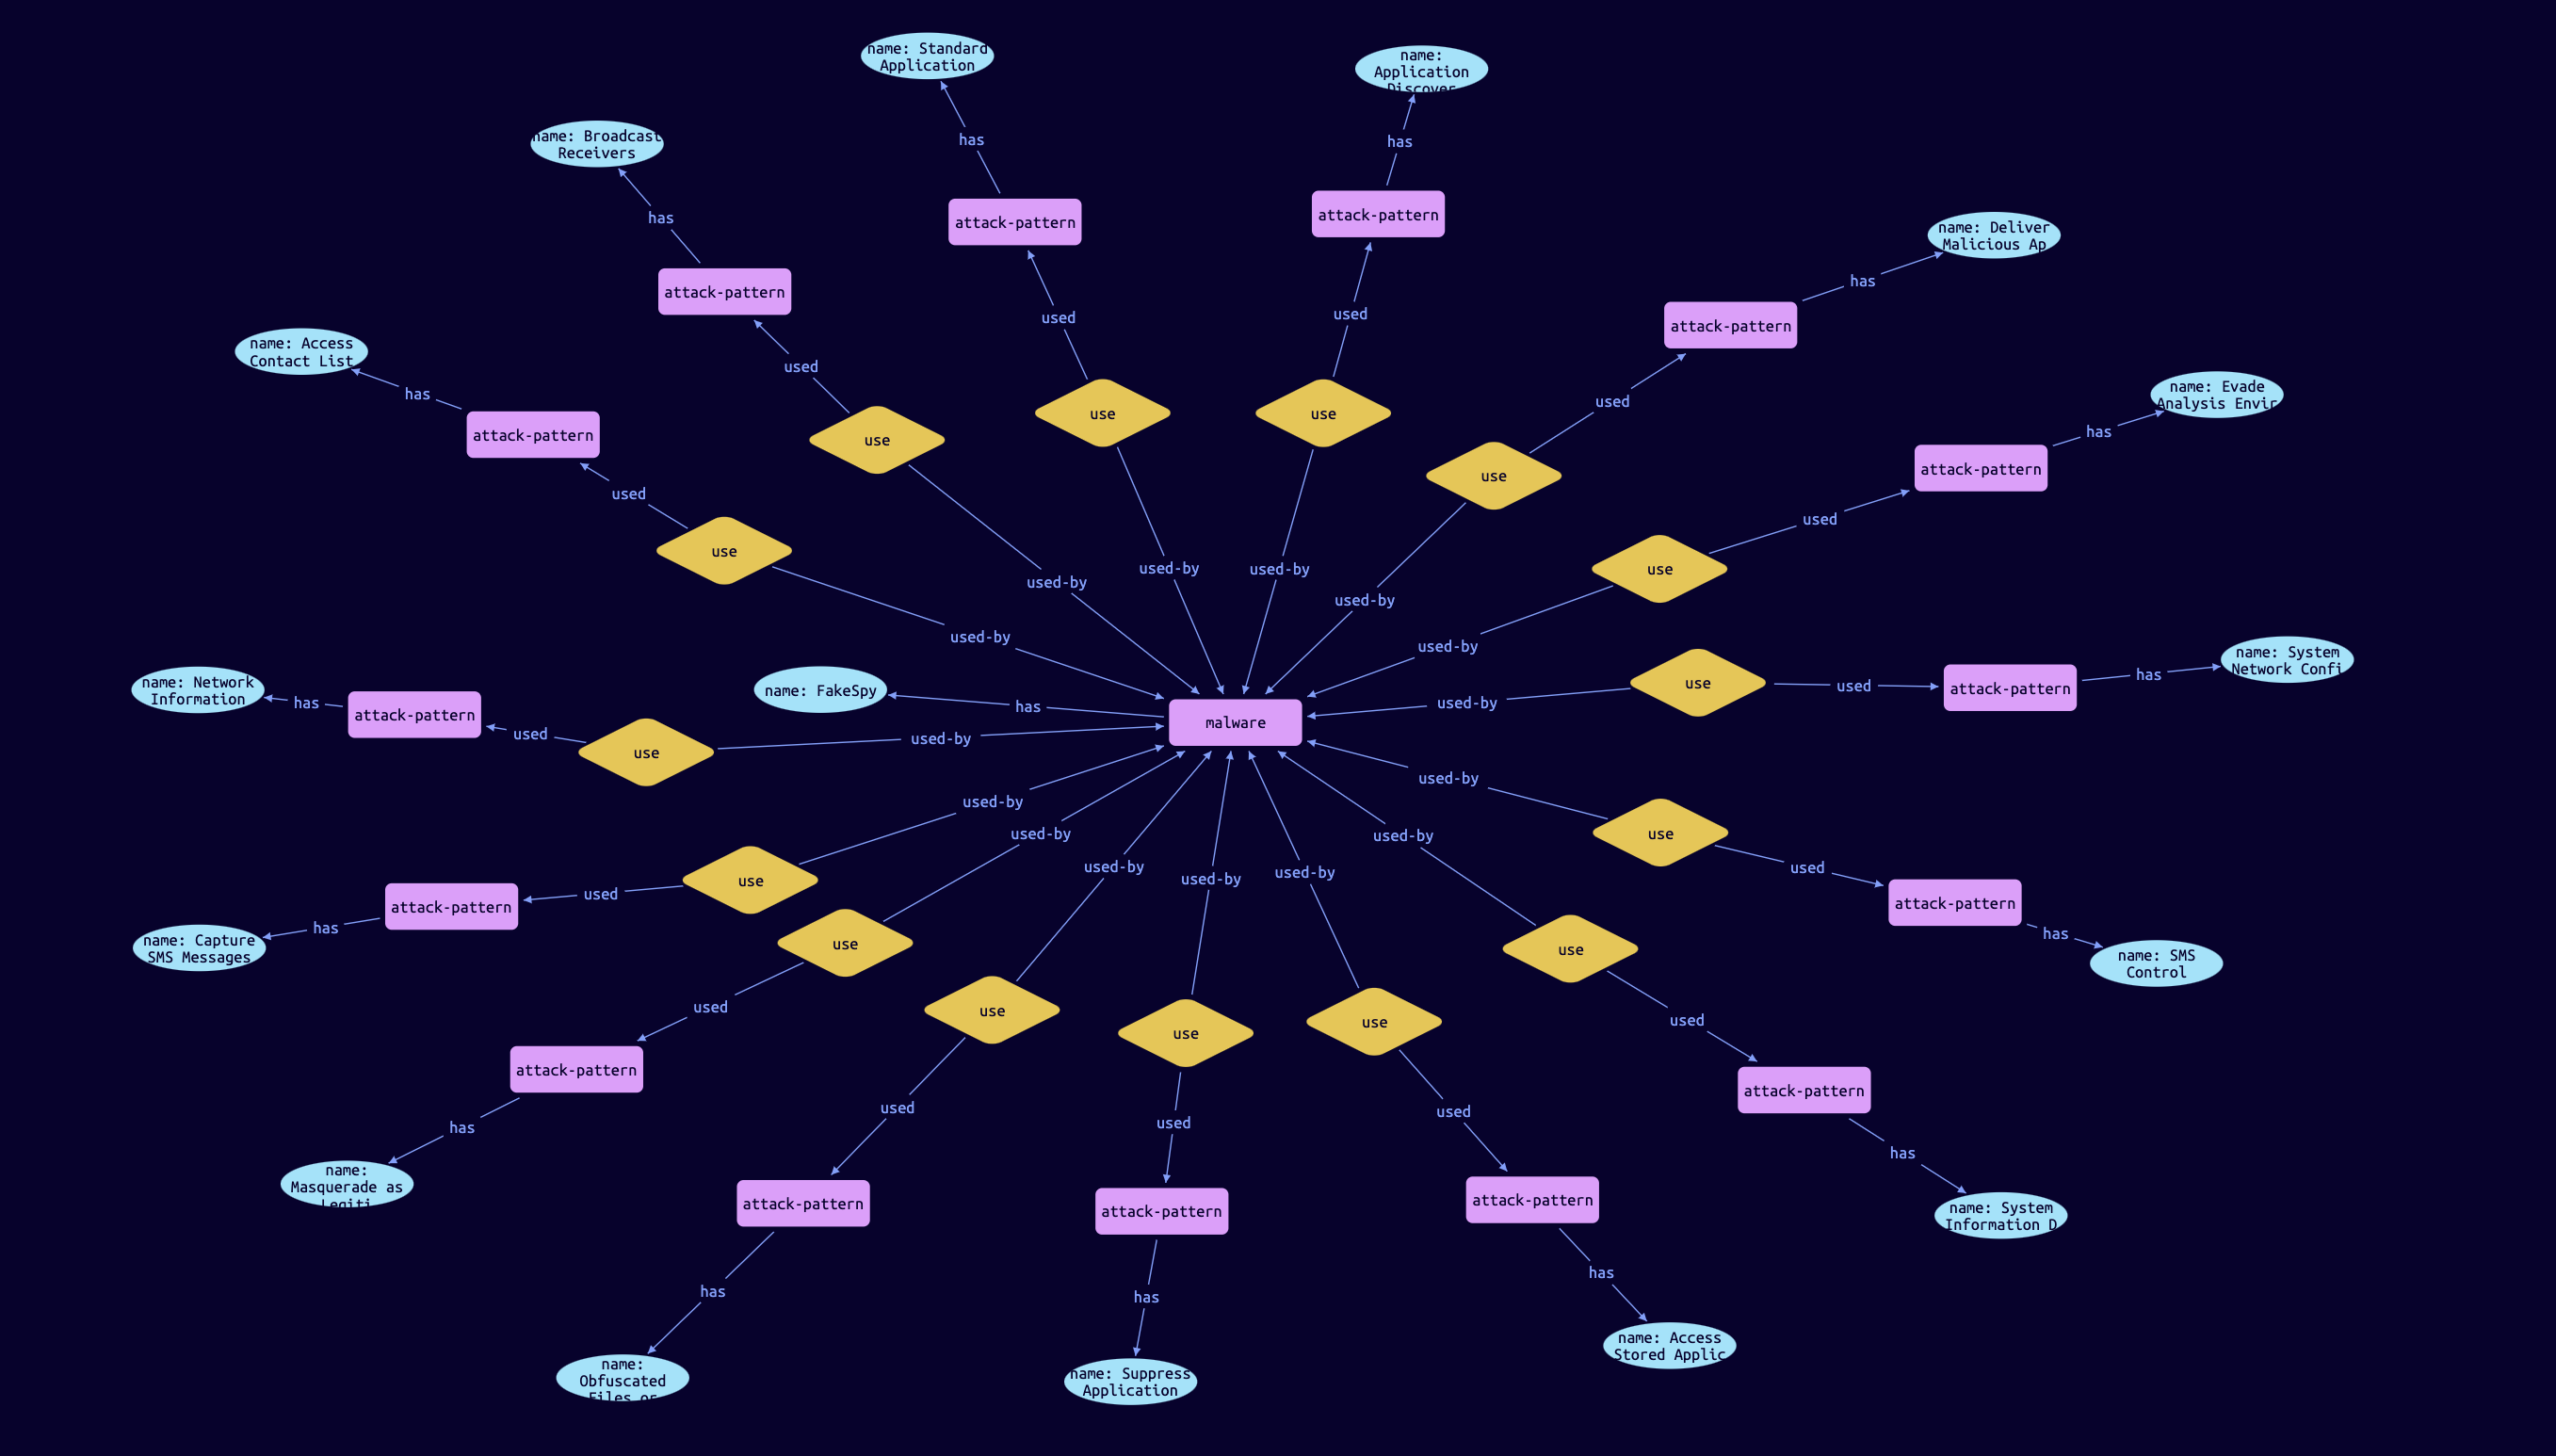 name: Standard
Application
name:
Application
Discover
has
has
name: Broadcast
Receivers
has
attack-pattern
attack-pattern
name: Deliver
Malicious Ap
has
attack-pattern
used
used
attack-pattern
name: Access
Contact List
has
used
use
use
used
name: Evade
Analysis Envir
has
attack-pattern
use
use
attack-pattern
used
used
use
used-by
used-by
used-by
used-by
use
used-by
used-by
name: System
Network Confi
has
name: Network
Information
has
attack-pattern
used
use
used-by
name: FakeSpy
has
malware
used-by
use
used
attack-pattern
used-by
used-by
used-by
used-by
used-by
used-by
used-by
use
used
attack-pattern
has
name: SMS
Control
use
used
attack-pattern
has
name: Capture
SMS Messages
use
used
attack-pattern
has
name:
Masquerade as
Legiti
use
used
attack-pattern
has
name:
Obfuscated
Files or
use
used
attack-pattern
has
name: Suppress
Application
use
used
attack-pattern
has
name: Access
Stored Applic
use
used
attack-pattern
has
name: System
Information D